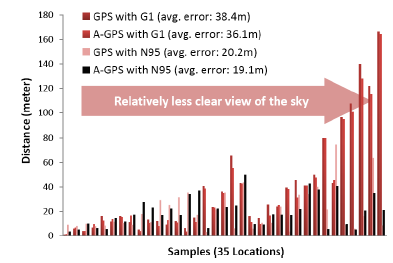 Distance (meter)
180
160
140
120
100
80
60
40
20
0
GPS with G1 (avg. error: 38.4m)
A-GPS with G1 (avg. error: 36.1m)
GPS with N95 (avg. error: 20.2m)
A-GPS with N95 (avg. error: 19.1m)
Relatively less clear view of the sky
Samples (35 Locations)